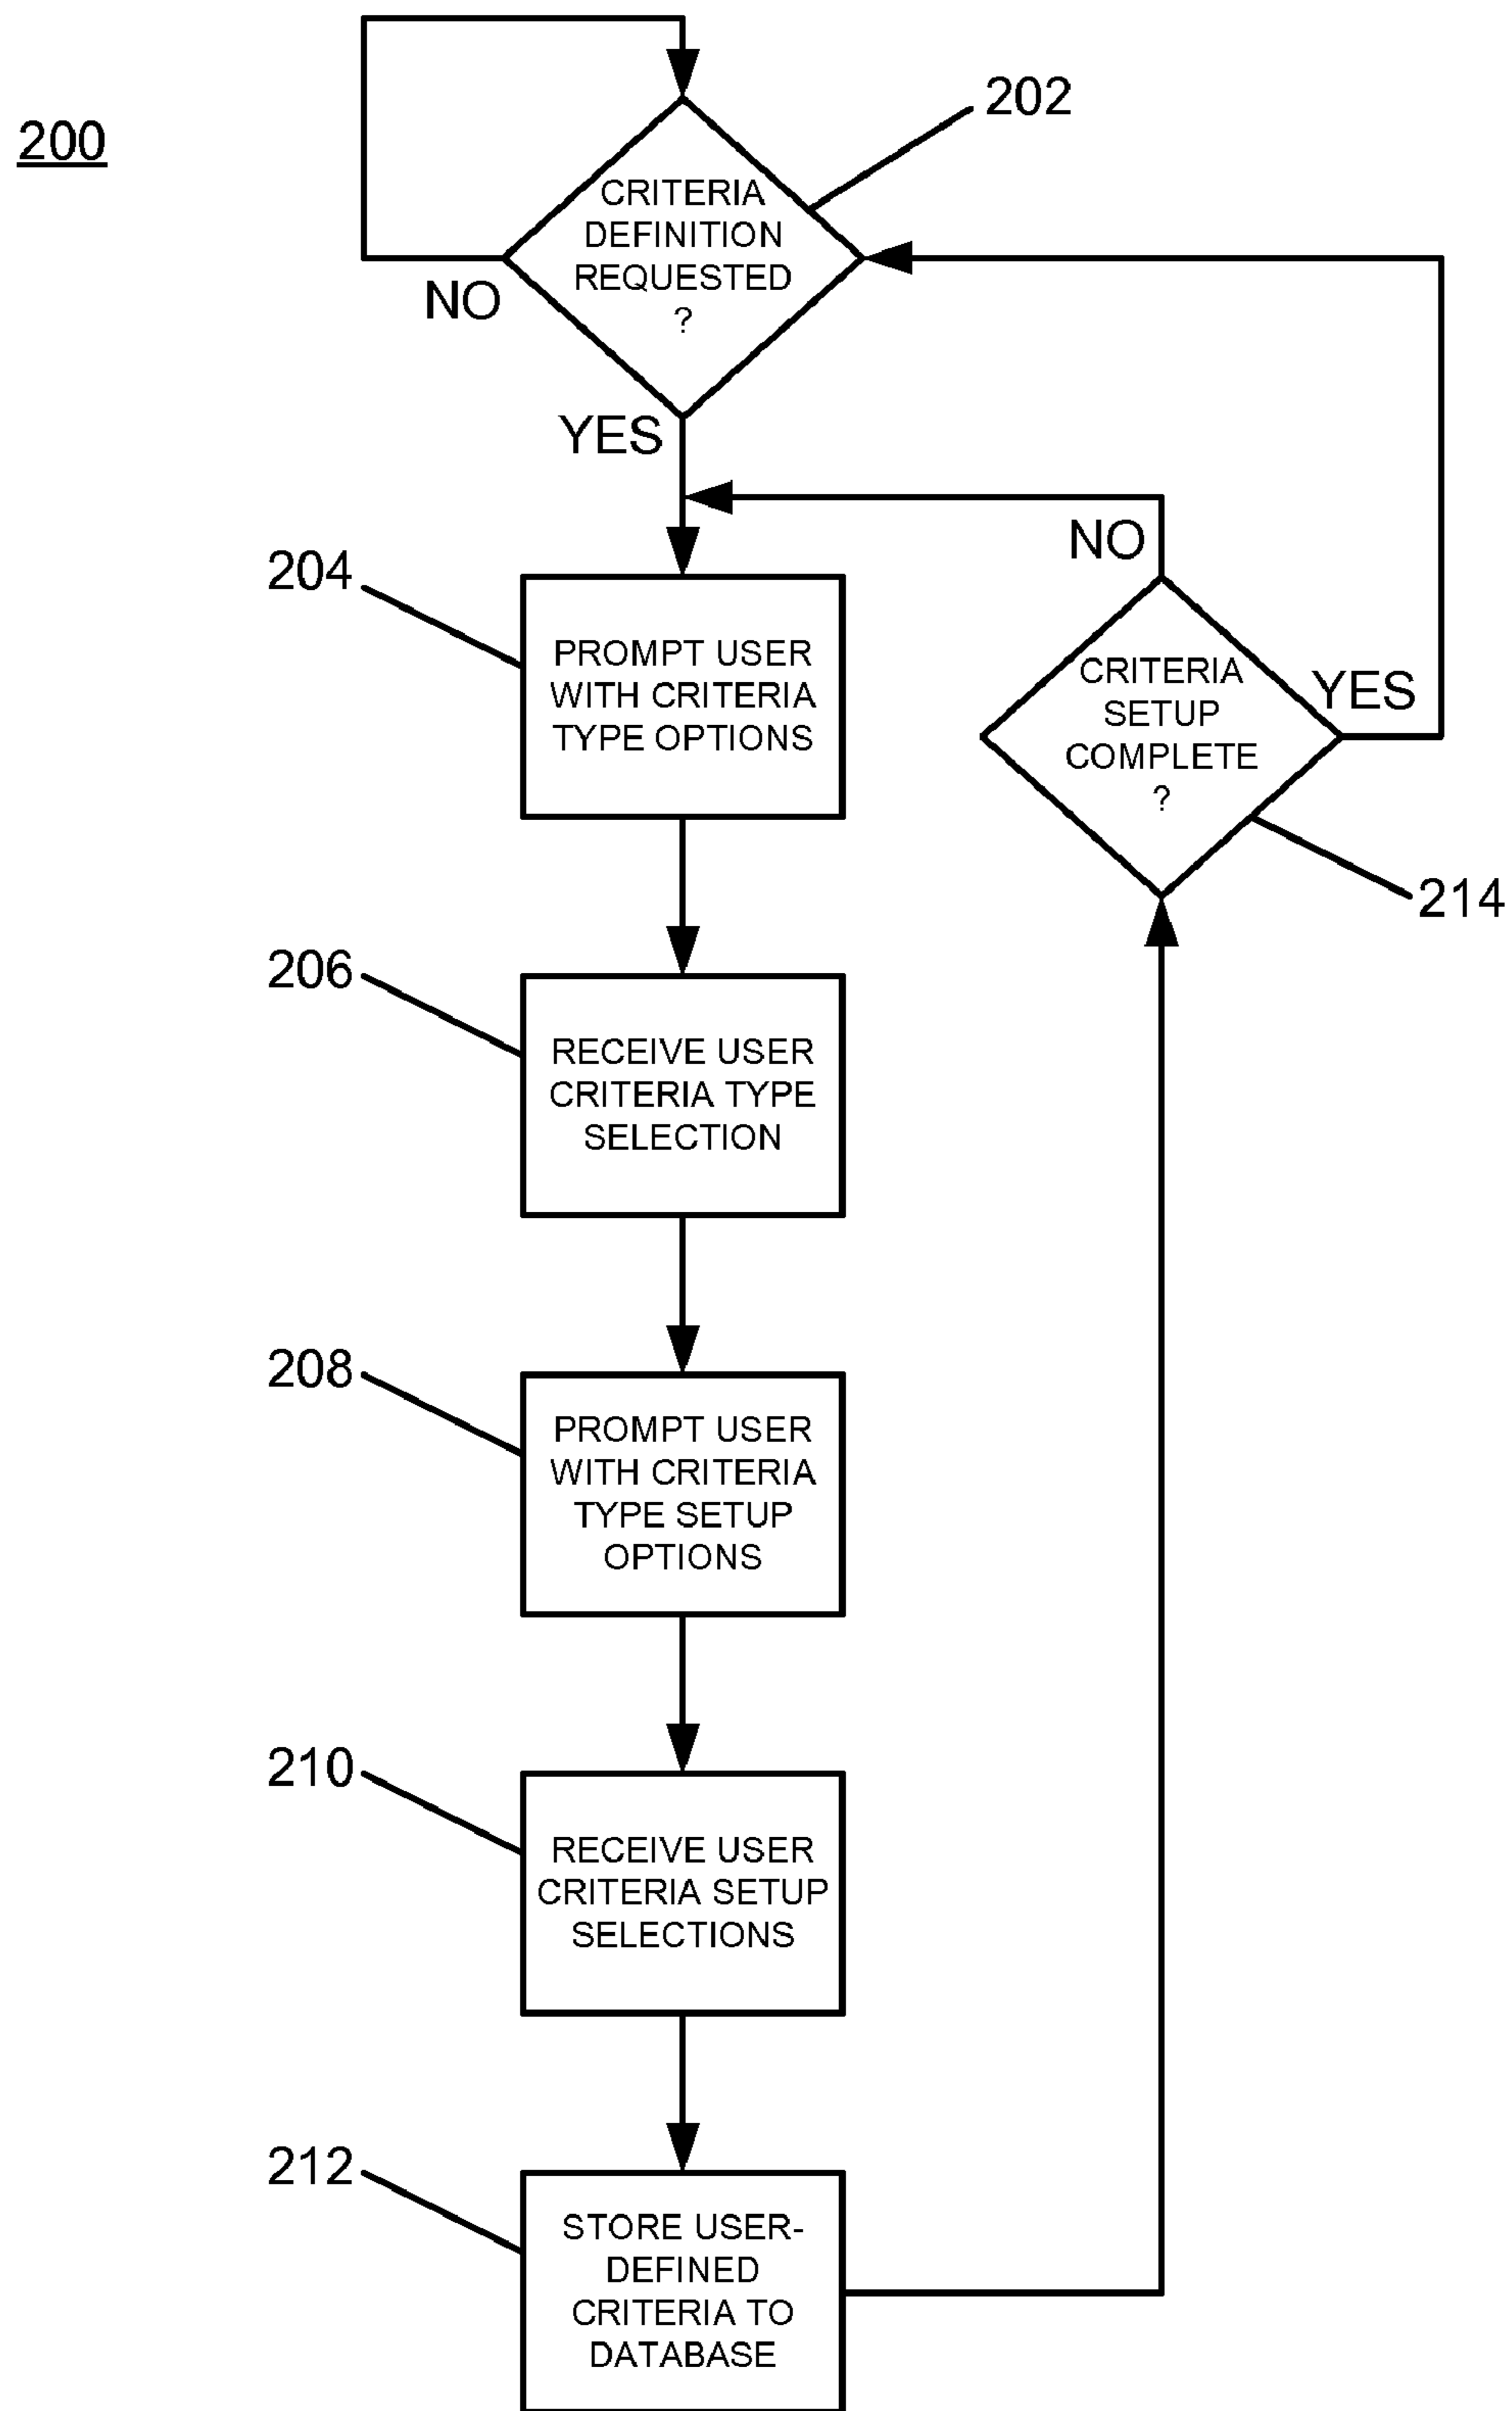 200
202
CRITERIA
DEFINITION
REQUESTED
?
NO
YES
204
PROMPT USER
WITH CRITERIA
TYPE OPTIONS
NO
CRITERIA
SETUP
COMPLETE
?
YES
214
206
RECEIVE USER
CRITERIA TYPE
SELECTION
208
PROMPT USER
WITH CRITERIA
TYPE SETUP
OPTIONS
210
RECEIVE USER
CRITERIA SETUP
SELECTIONS
212
STORE USER-
DEFINED
CRITERIA TO
DATABASE